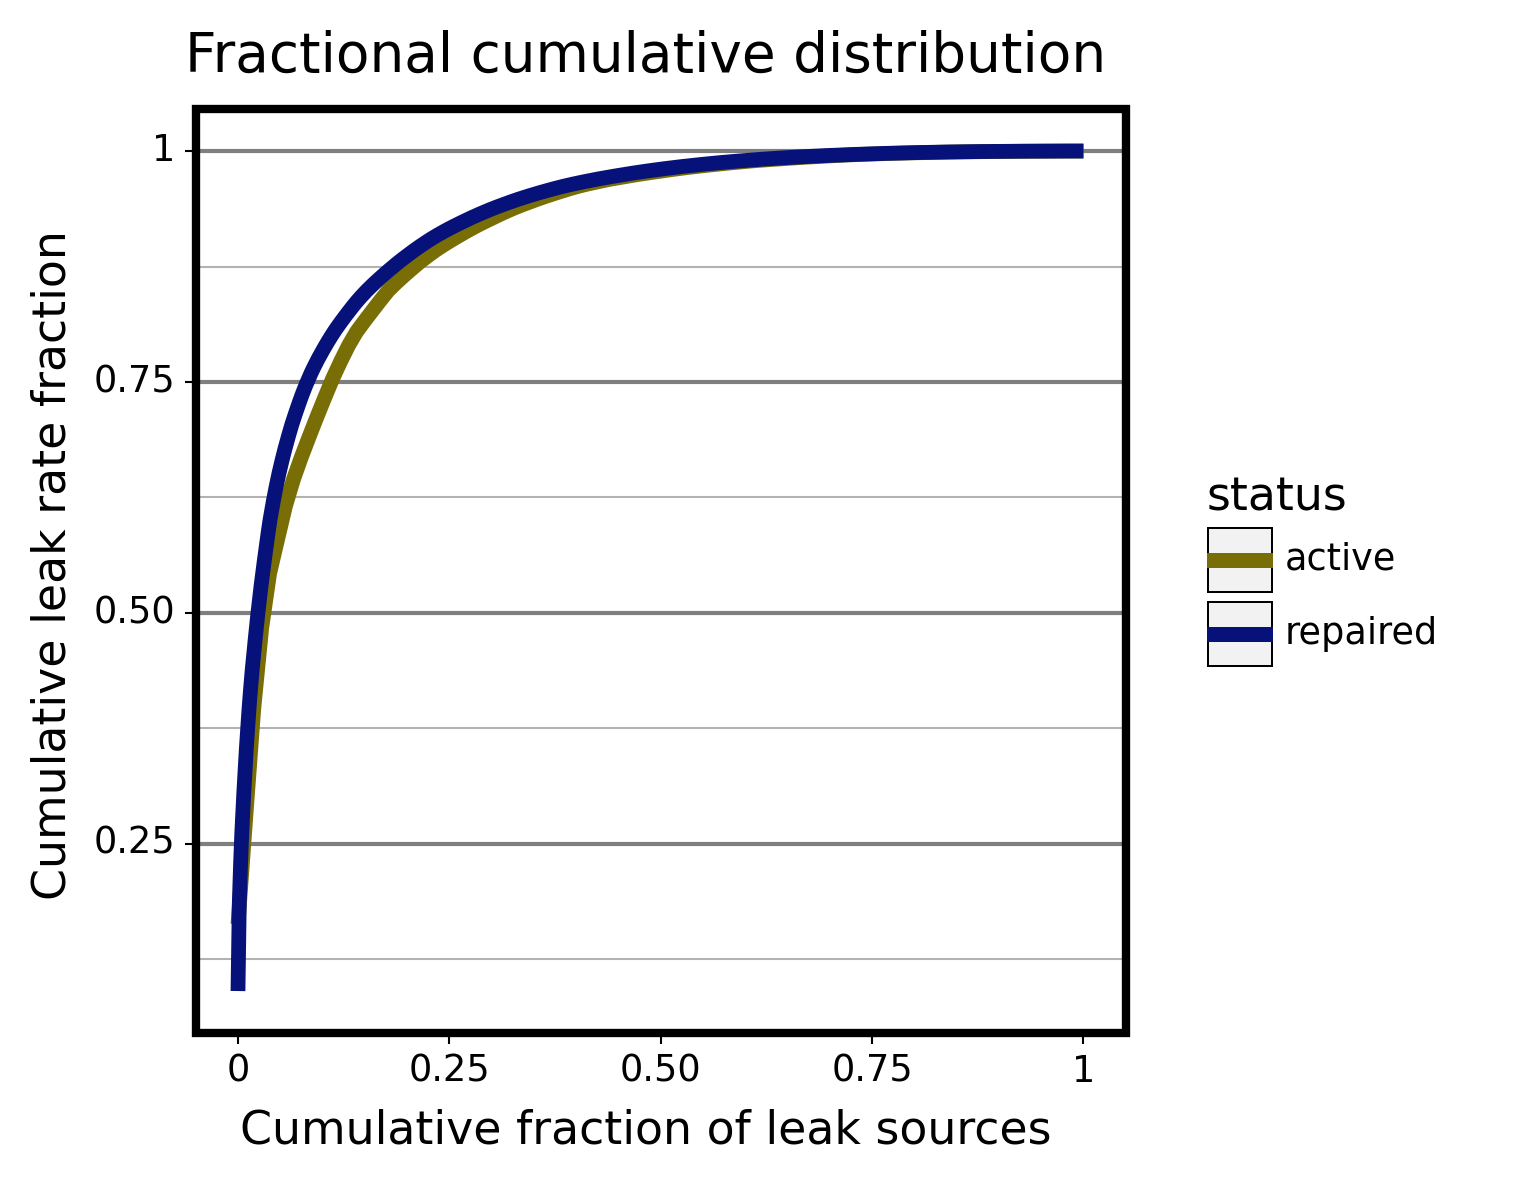 Fractional cumulative distribution
Cumulative leak rate fraction
1
0.75
0.50
0.25
0 0.25 0.50 0.75 1
Cumulative fraction of leak sources
status
active
repaired